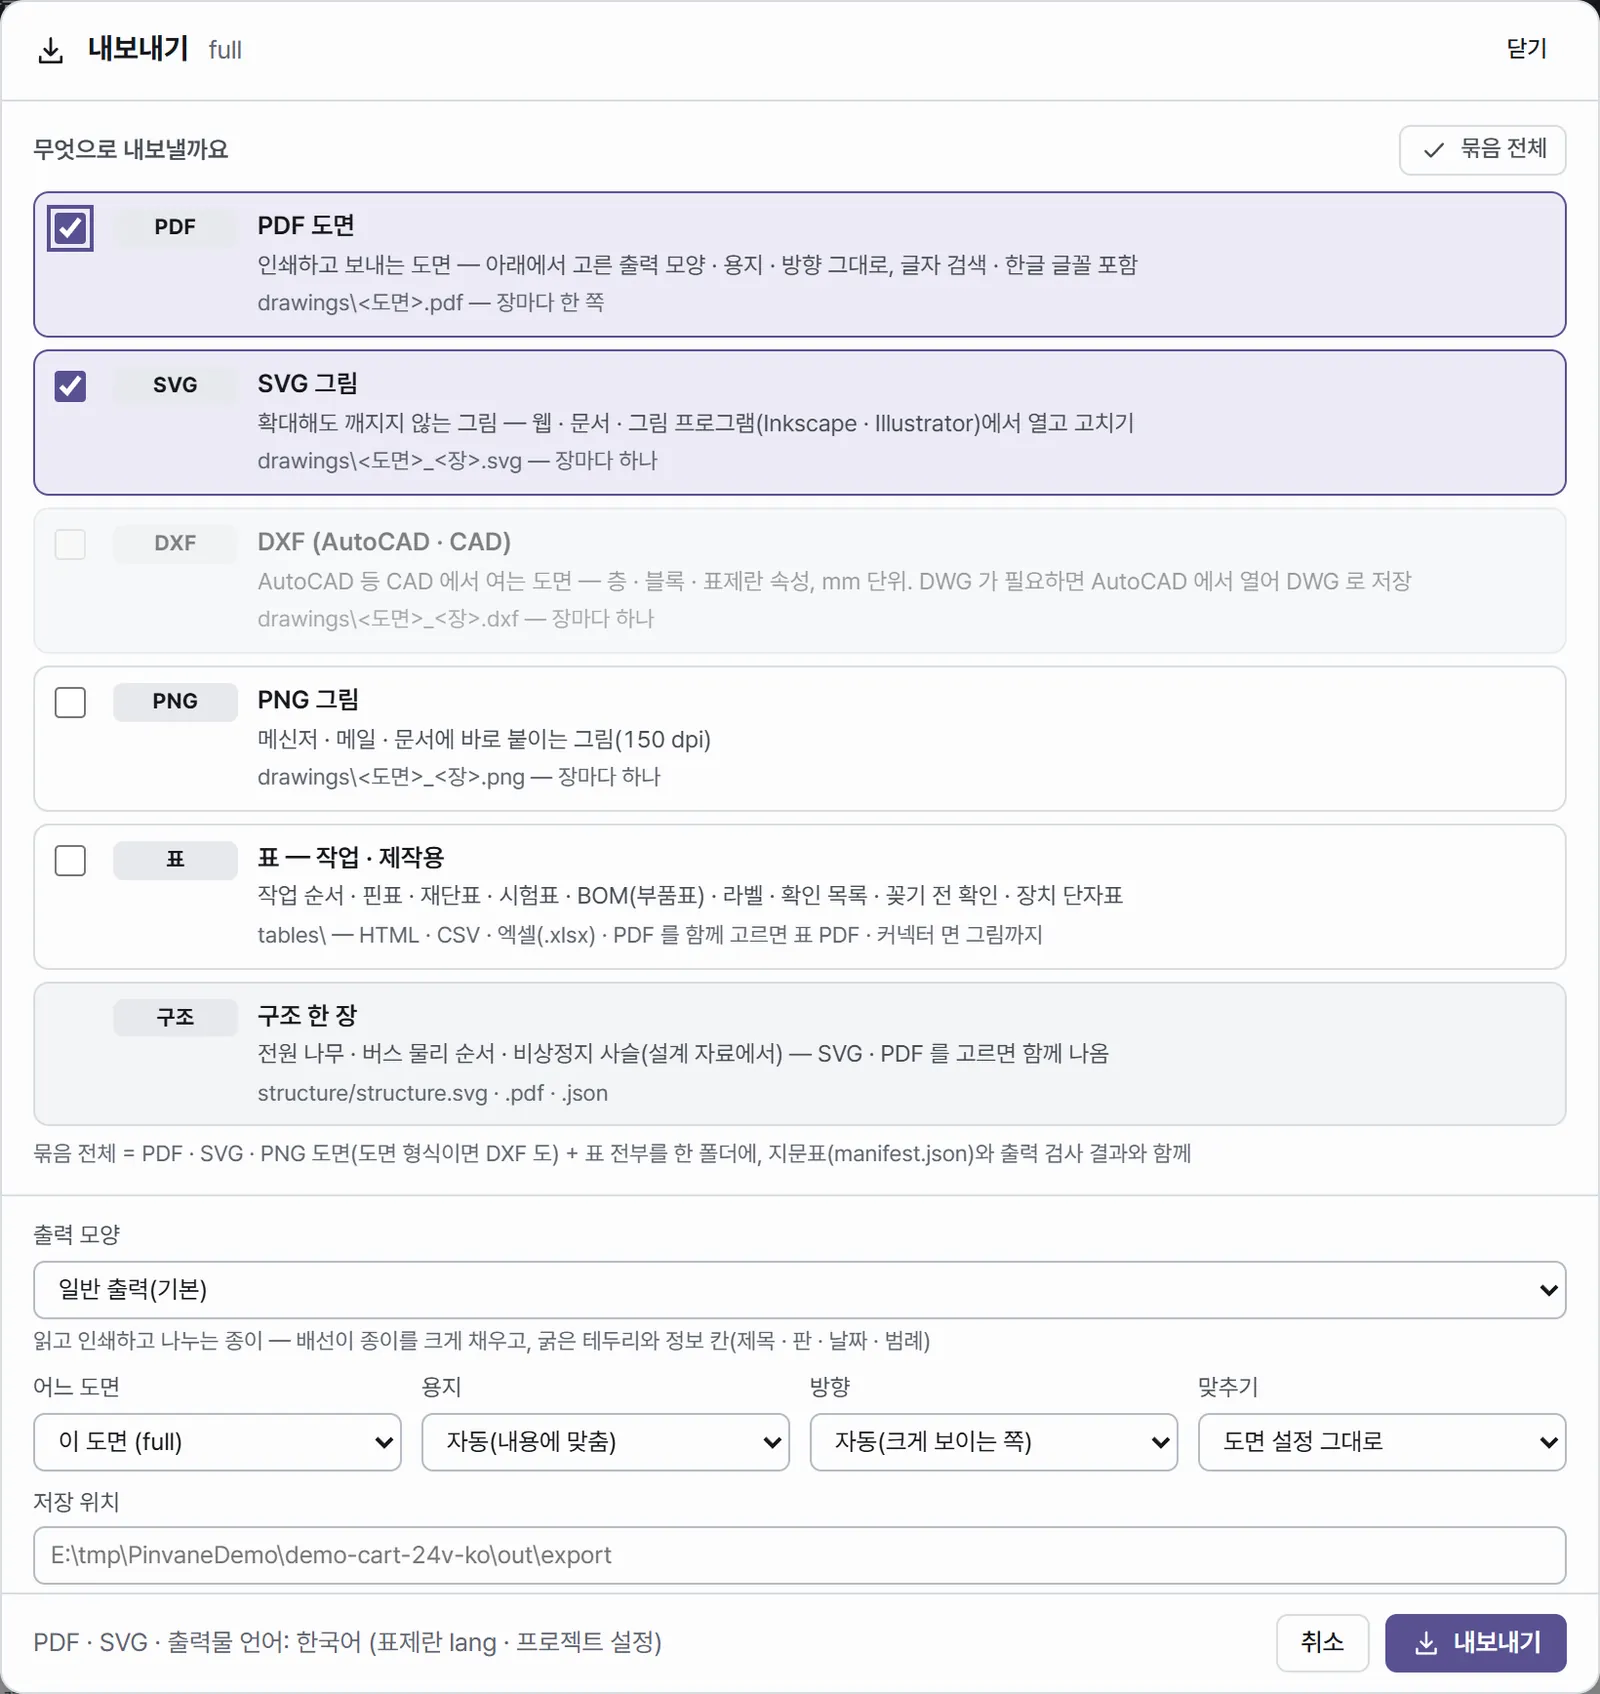 내보내기 full
닫기
무엇으로 내보낼까요
묶음 전체
PDF
PDF 도면
인쇄하고 보내는 도면 — 아래에서 고른 출력 모양 · 용지 · 방향 그대로, 글자 검색 · 한글 글꼴 포함
drawings\<도면>.pdf — 장마다 한 쪽
SVG
SVG 그림
확대해도 깨지지 않는 그림 — 웹 · 문서 · 그림 프로그램(Inkscape · Illustrator)에서 열고 고치기
drawings\<도면>_<장>.svg — 장마다 하나
DXF
DXF (AutoCAD · CAD)
AutoCAD 등 CAD 에서 여는 도면 — 층 · 블록 · 표제란 속성, mm 단위. DWG 가 필요하면 AutoCAD 에서 열어 DWG 로 저장
drawings\<도면>_<장>.dxf — 장마다 하나
PNG
PNG 그림
메신저 · 메일 · 문서에 바로 붙이는 그림(150 dpi)
drawings\<도면>_<장>.png — 장마다 하나
표
표 — 작업 · 제작용
작업 순서 · 핀표 · 재단표 · 시험표 · BOM(부품표) · 라벨 · 확인 목록 · 꽂기 전 확인 · 장치 단자표
tables\ — HTML · CSV · 엑셀(.xlsx) · PDF 를 함께 고르면 표 PDF · 커넥터 면 그림까지
구조
구조 한 장
전원 나무 · 버스 물리 순서 · 비상정지 사슬(설계 자료에서) — SVG · PDF 를 고르면 함께 나옴
structure/structure.svg · .pdf · .json
묶음 전체 = PDF · SVG · PNG 도면(도면 형식이면 DXF 도) + 표 전부를 한 폴더에, 지문표(manifest.json)와 출력 검사 결과와 함께
출력 모양
일반 출력(기본)
읽고 인쇄하고 나누는 종이 — 배선이 종이를 크게 채우고, 굵은 테두리와 정보 칸(제목 · 판 · 날짜 · 범례)
어느 도면
용지
방향
맞추기
이 도면 (full)
자동(내용에 맞춤)
자동(크게 보이는 쪽)
도면 설정 그대로
저장 위치
E:\tmp\PinvaneDemo\demo-cart-24v-ko\out\export
PDF · SVG · 출력물 언어: 한국어 (표제란 lang · 프로젝트 설정)
취소
내보내기